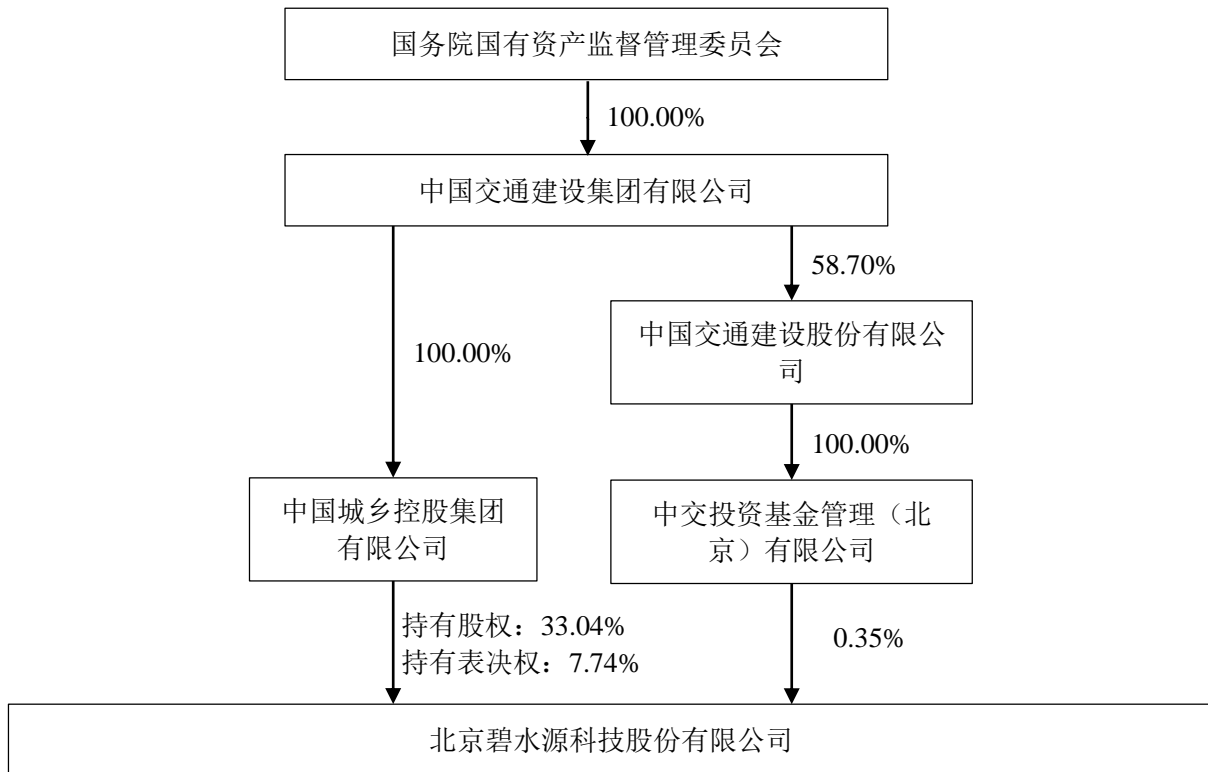 国务院国有资产监督管理委员会
100.00%
中国交通建设集团有限公司
58.70%
中国交通建设股份有限公
司
100.00%
100.00%
中国城乡控股集团
有限公司
中交投资基金管理（北
京）有限公司
持有股权：33.04%
持有表决权：7.74%
0.35%
北京碧水源科技股份有限公司